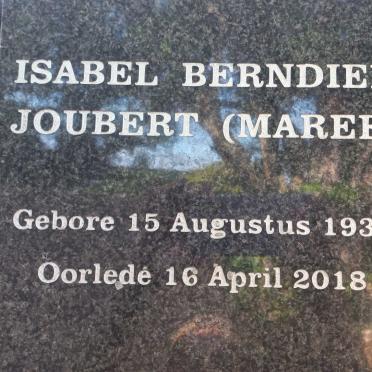 ISABEL BERNDIE
JOUBERT (MARE
Gebore 15 Augustus 193
Oorlede 16 April 2018